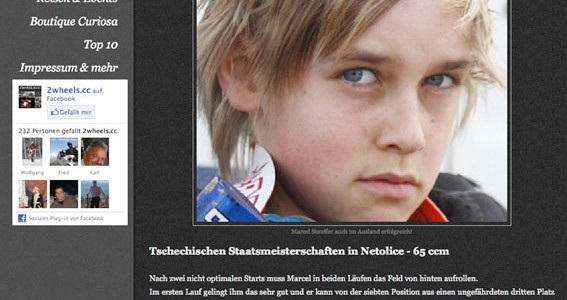 Reisen & Events
Boutique Curiosa
Top 10
Impressum & mehr
2wheels.cc auf
Facebook
Gefällt mir
232 Personen gefällt 2wheels.cc.
Wolfgang Fred Karl
Soziales Plug-in von Facebook
Marcel Stauffer auch im Ausland erfolgreich!
Tschechischen Staatsmeisterschaften in Netolice - 65 ccm
Nach zwei nicht optimalen Starts muss Marcel in beiden Läufen das Feld von hinten aufrollen.
Im ersten Lauf gelingt ihm das sehr gut und er kann von der siebten Position aus einen ungefährdeten dritten Platz